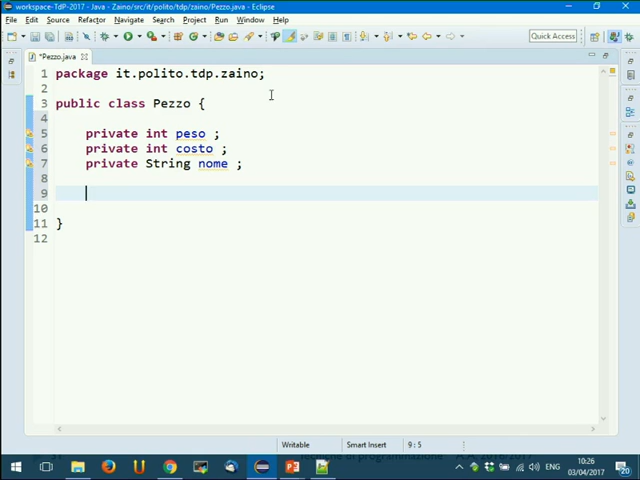 workspace-TdP-2017 - Java - Zaino/src/it/polito/tdp/zaino/Pezzo.java - Eclipse
File Edit Source Refactor Navigate Search Project Run Window Help
Quick Access
*Pezzo.java
1 package it.polito.tdp.zaino;
2
3 public class Pezzo {
4
5 private int peso ;
6 private int costo ;
7 private String nome ;
8
9
10
11 }
12
Writable Smart Insert 9 : 5
ENG
10:26
03/04/2017
20